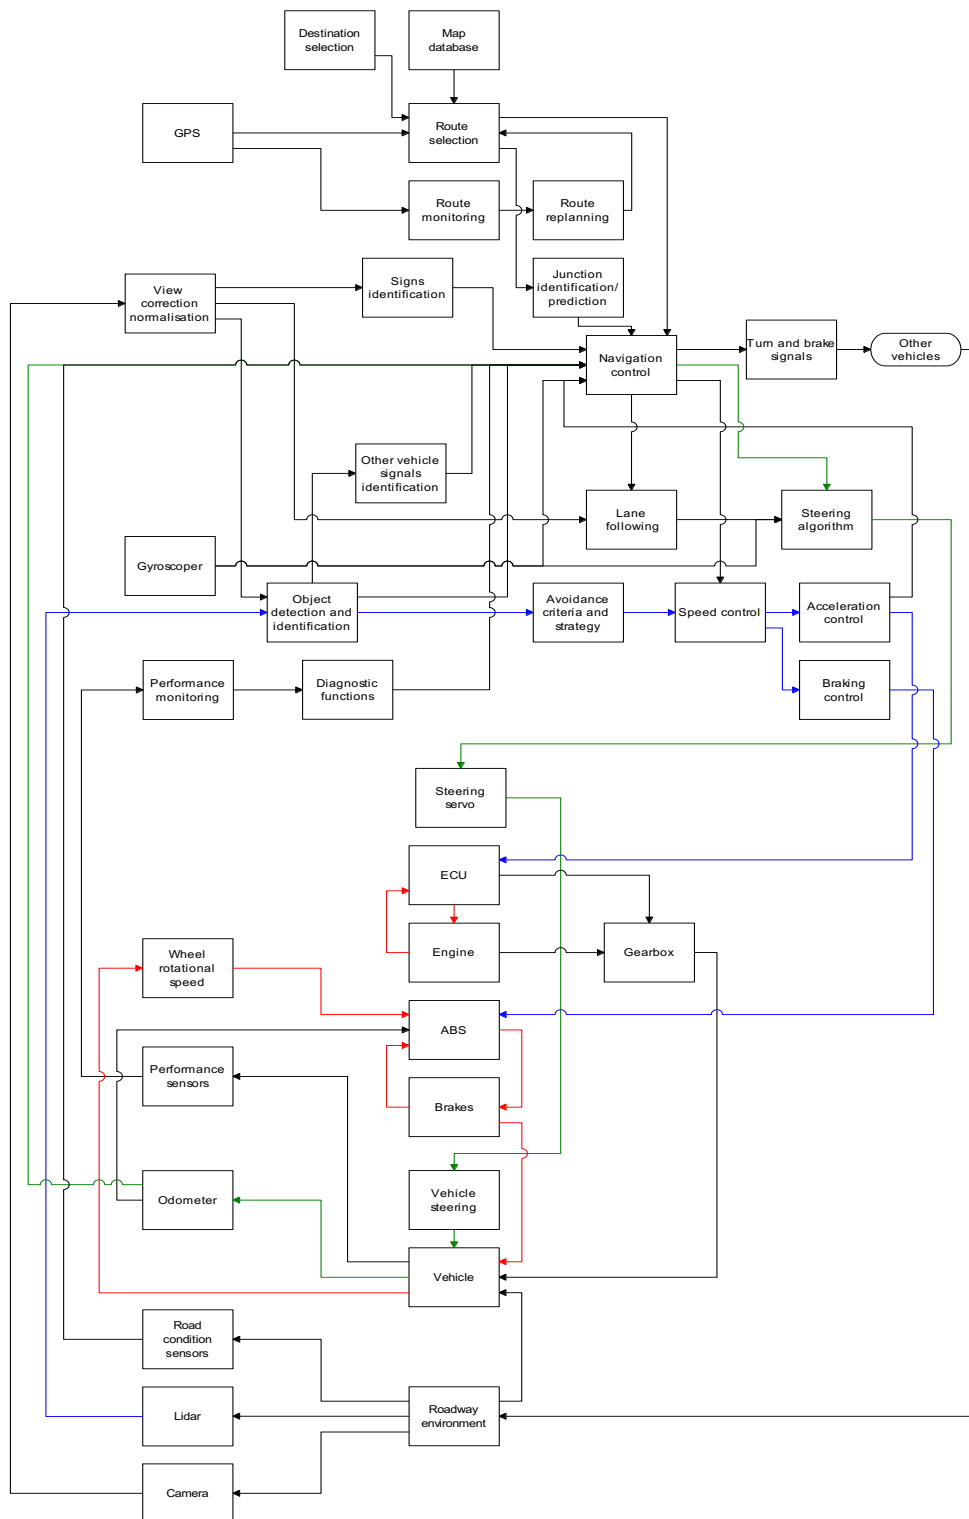 Destination
selection
Map
database
GPS
Route
selection
Route
monitoring
Route
replanning
View
correction
normalisation
Signs
identification
Junction
identification/
prediction
Navigation
control
Turn and brake
signals
Other
vehicles
Other vehicle
signals
identification
Lane
following
Steering
algorithm
Gyroscoper
Object
detection and
identification
Avoidance
criteria and
strategy
Speed control
Acceleration
control
Performance
monitoring
Diagnostic
functions
Braking
control
Steering
servo
ECU
Wheel
rotational
speed
Engine
Gearbox
ABS
Performance
sensors
Brakes
Odometer
Vehicle
steering
Vehicle
Road
condition
sensors
Lidar
Roadway
environment
Camera